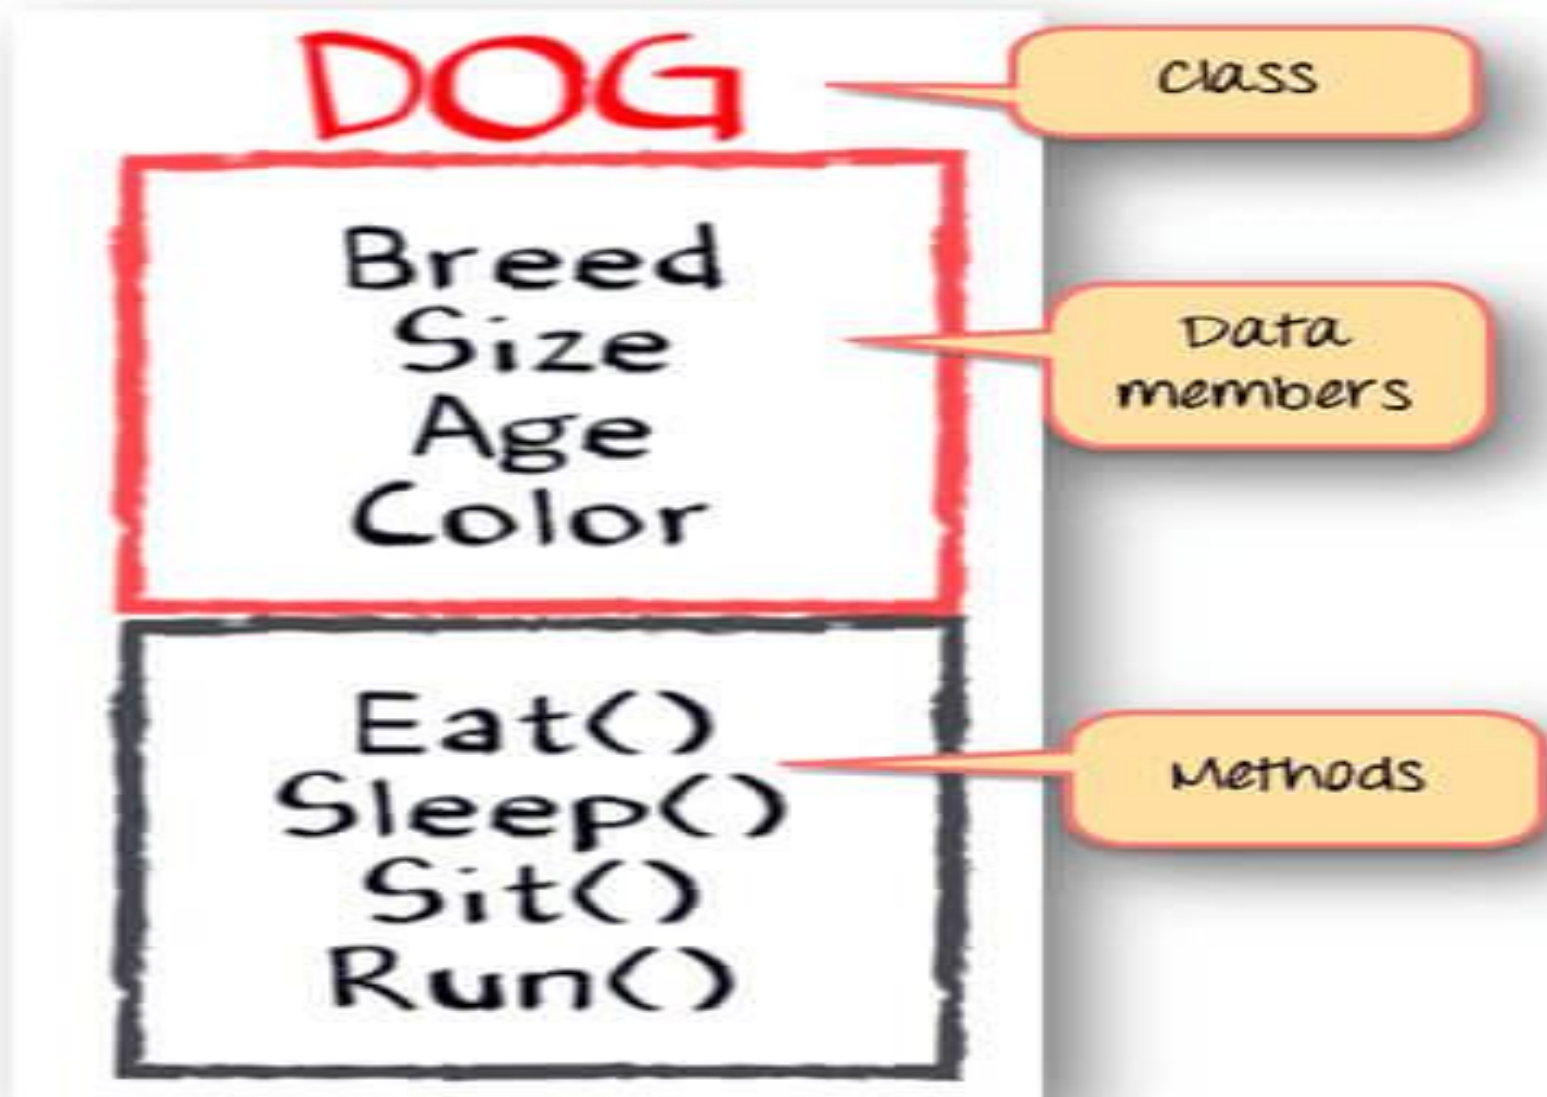 DOG
Class
Breed
Size
Age
Color
Data
members
Eat()
Sleep()
Sit()
Run()
Methods